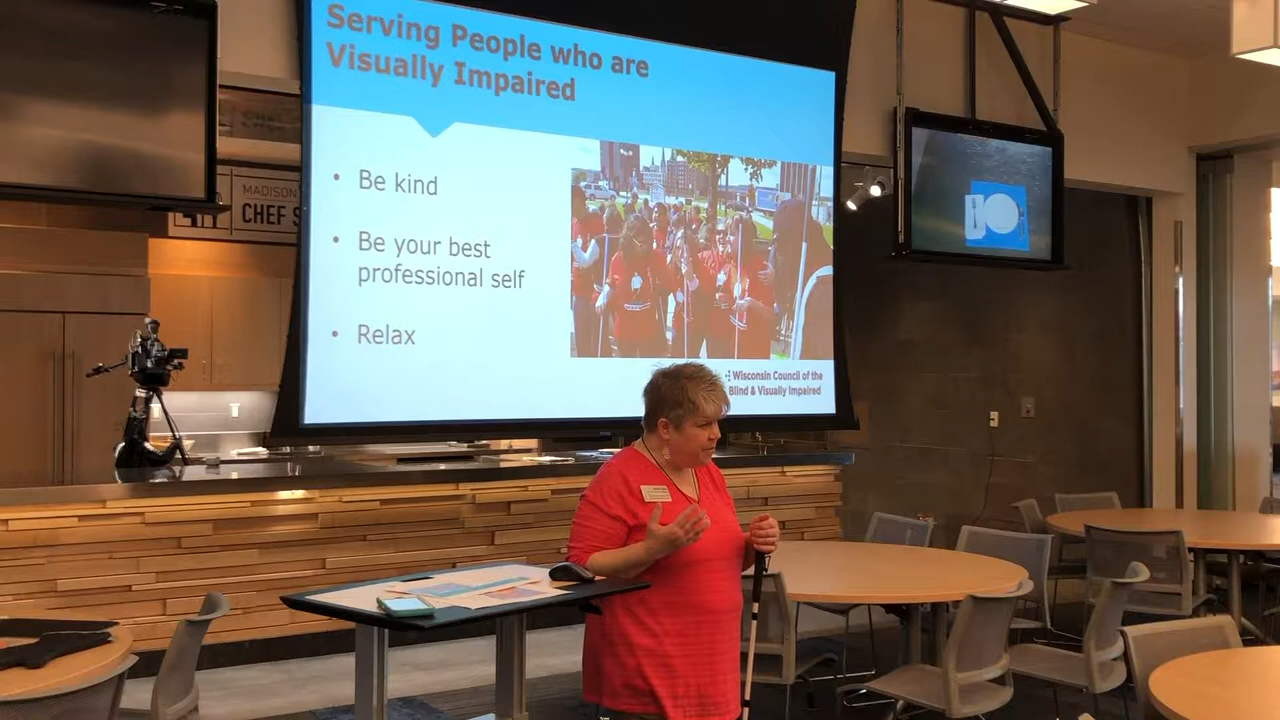 Serving People who are
Visually Impaired
• Be kind
• Be your best
professional self
• Relax
Wisconsin Council of the
Blind & Visually Impaired
MADISON
CHEF S